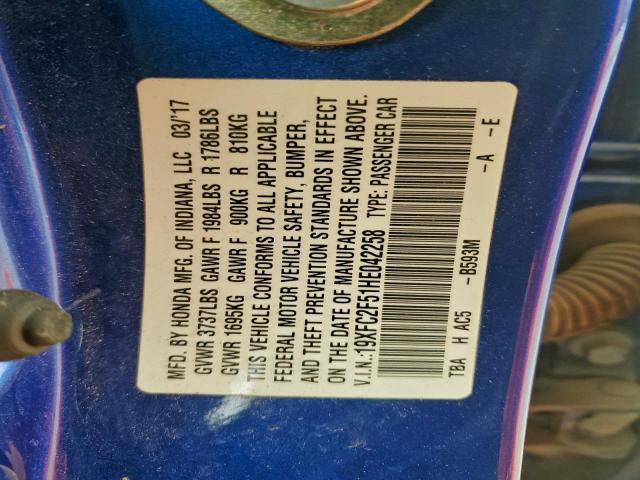 MFD. BY HONDA MFG. OF INDIANA, LLC 03/'17
GVWR 3737LBS GAWR F 1984LBS R 1786LBS
GVWR 1695KG GAWR F 900KG R 810KG
THIS VEHICLE CONFORMS TO ALL APPLICABLE
FEDERAL MOTOR VEHICLE SAFETY, BUMPER,
AND THEFT PREVENTION STANDARDS IN EFFECT
ON THE DATE OF MANUFACTURE SHOWN ABOVE.
V.I.N.:19XFC2F51HE042258 TYPE: PASSENGER CAR
TBA H AC5 -B593M -A -E